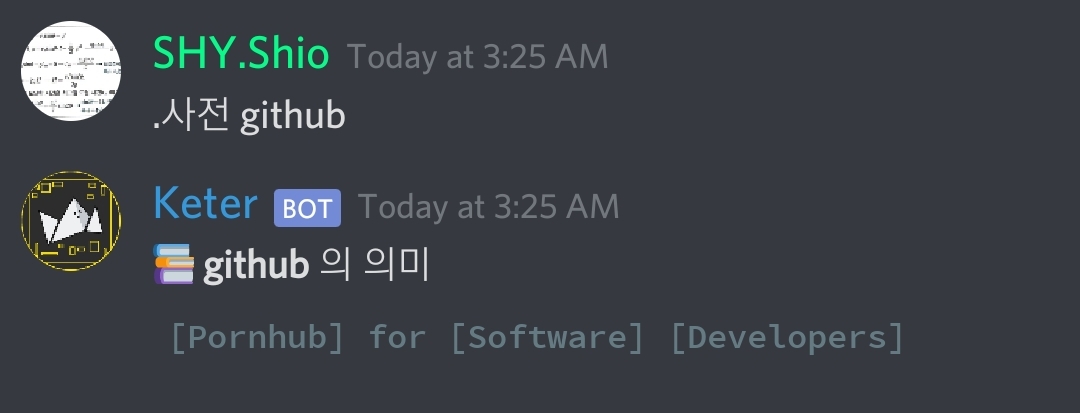 SHY.Shio Today at 3:25 AM
.사전 github
Keter BOT Today at 3:25 AM
github 의 의미
[Pornhub] for [Software] [Developers]